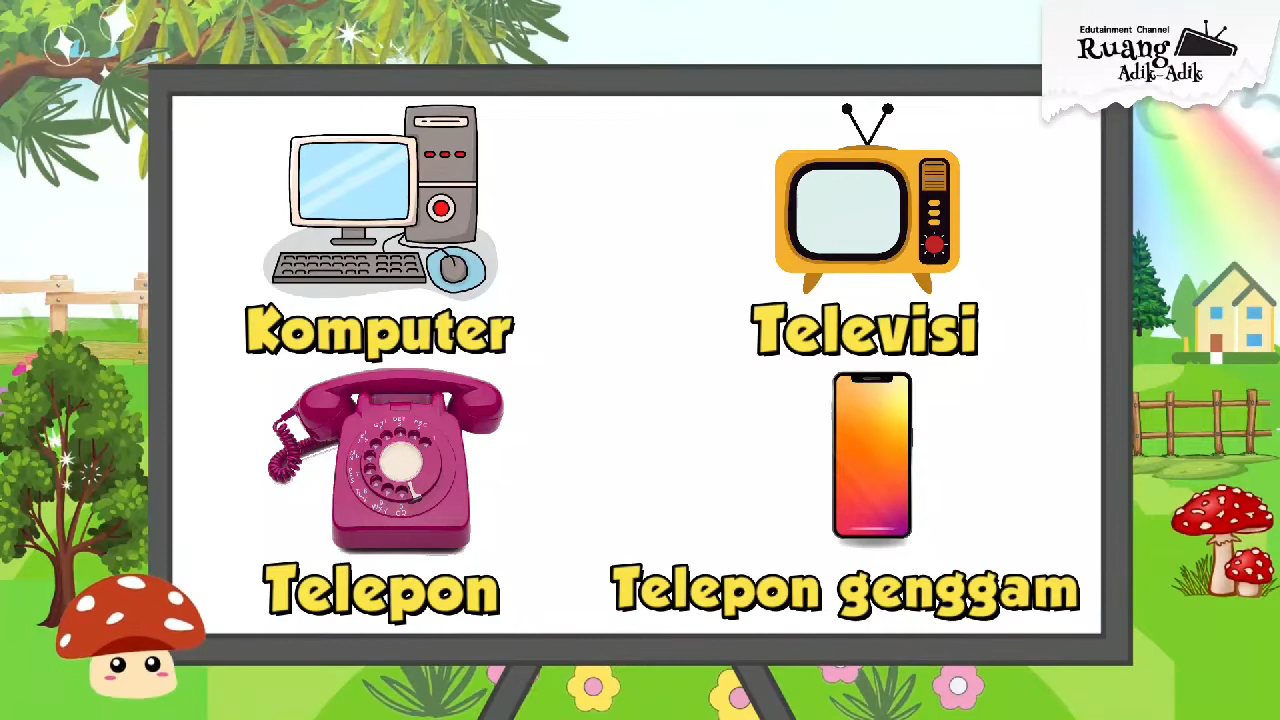 Edutainment Channel
Ruang
Adik-Adik
Komputer
Televisi
Telepon
Telepon genggam